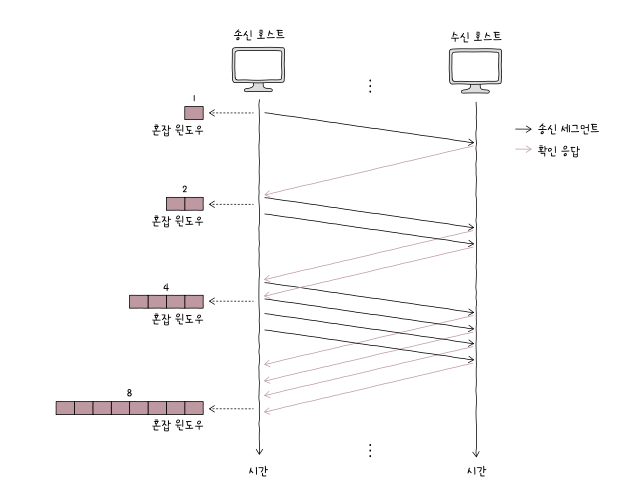 송신 호스트
수신 호스트
1
혼잡 윈도우
송신 세그먼트
확인 응답
2
혼잡 윈도우
4
혼잡 윈도우
8
혼잡 윈도우
시간
시간